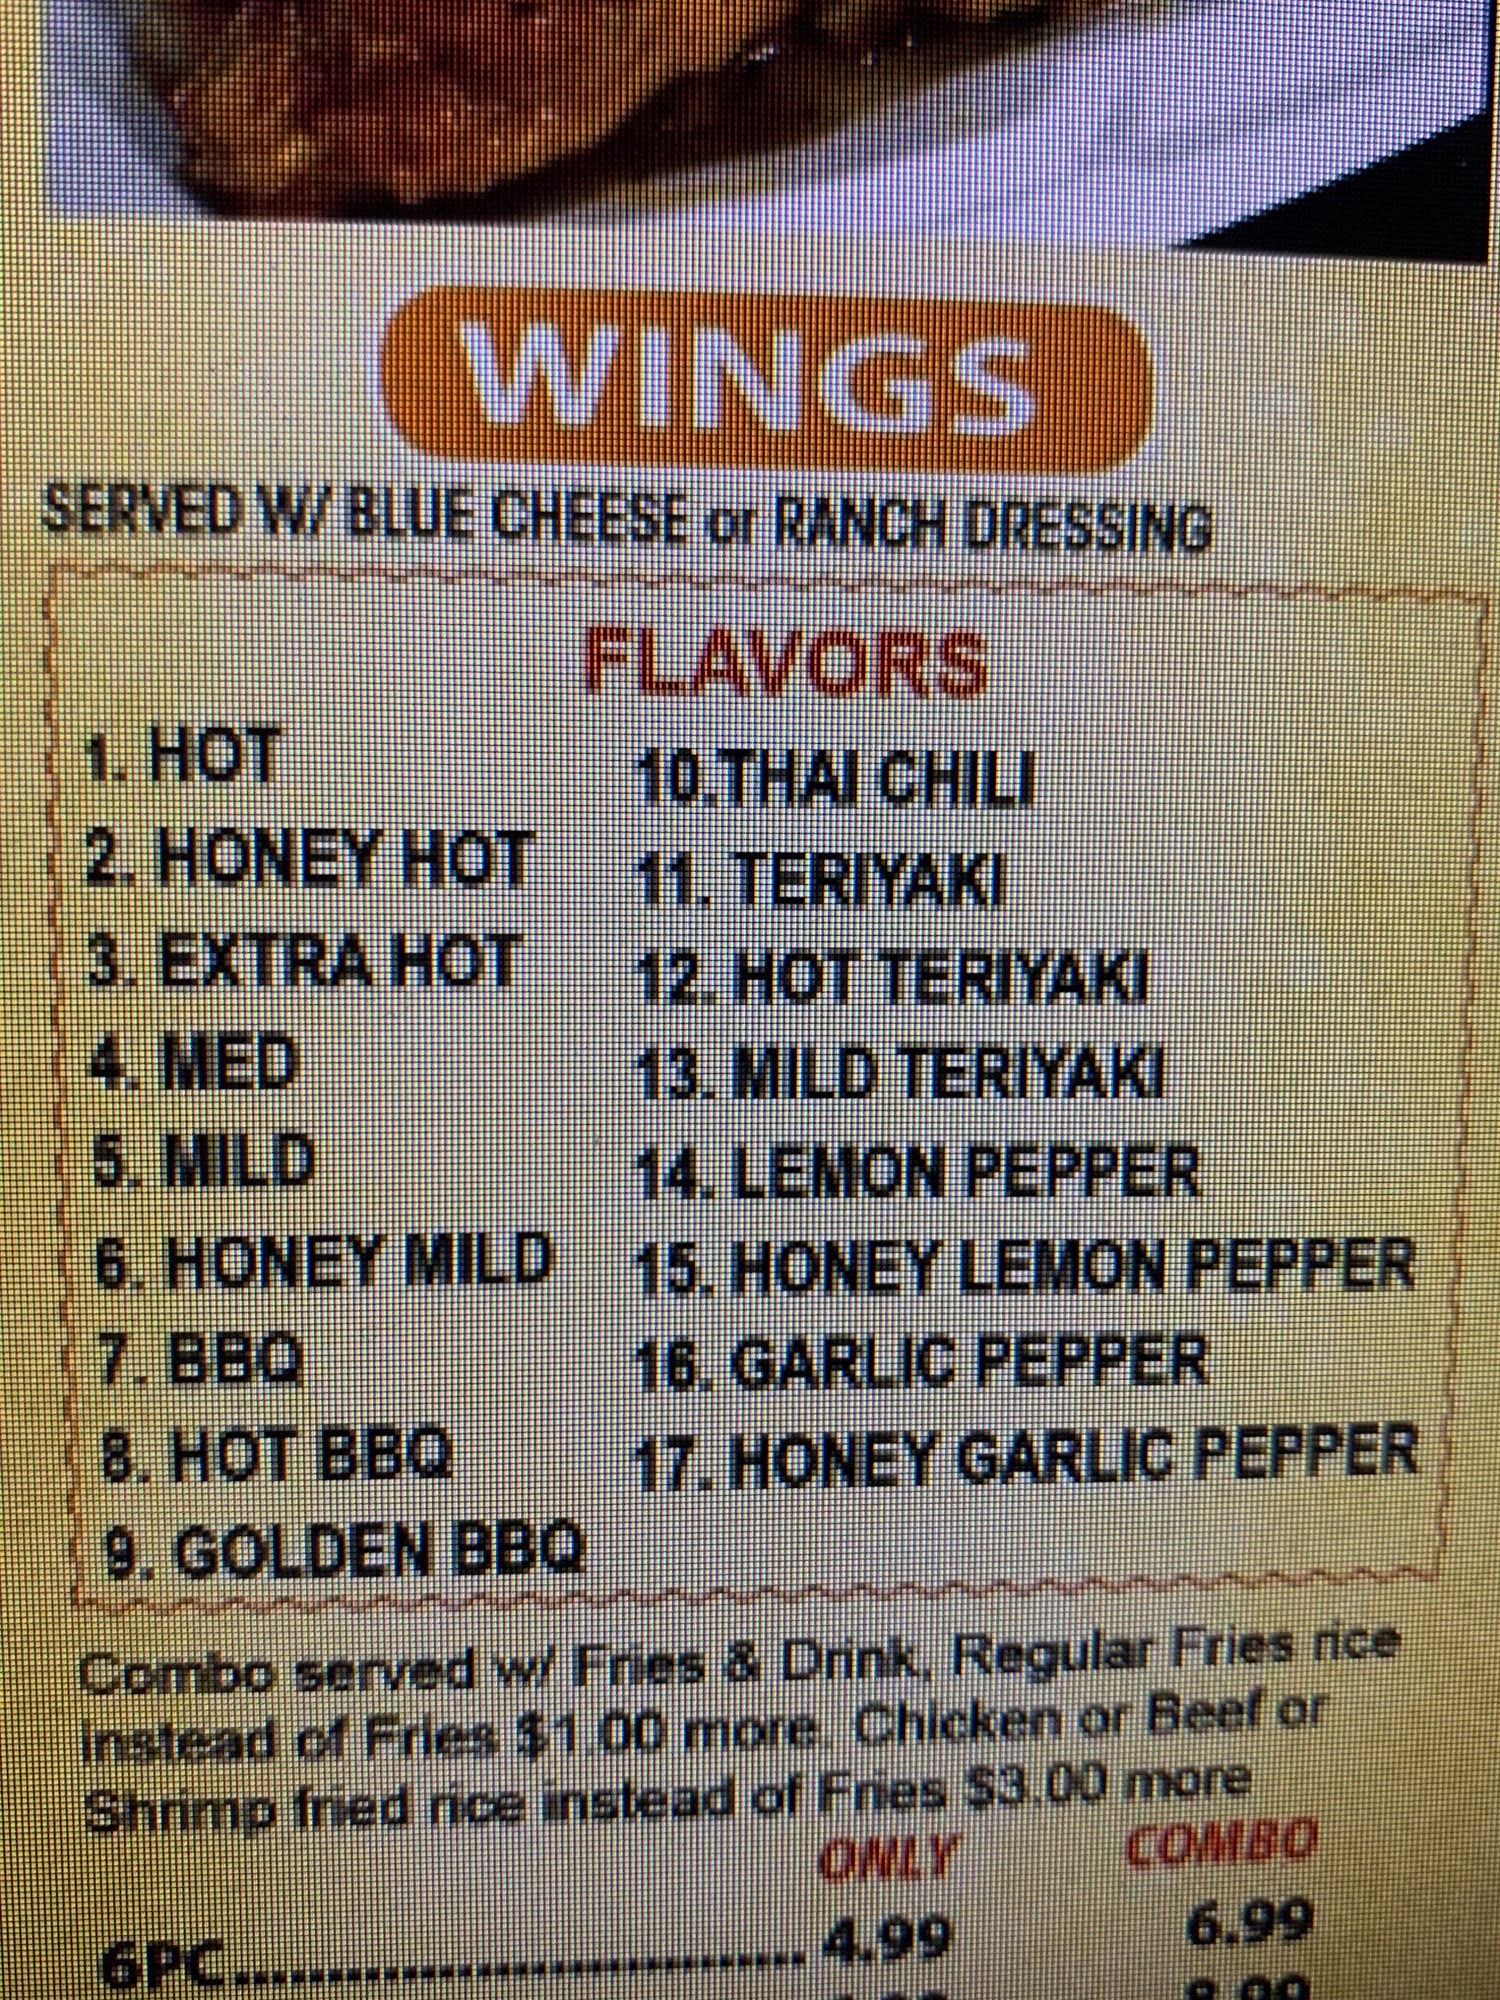 WINGS
SERVED W/ BLUE CHEESE or RANCH DRESSING
FLAVORS
1. HOT
2. HONEY HOT
3. EXTRA HOT
4. MED
5. MILD
6. HONEY MILD
7. BBQ
8. HOT BBQ
9. GOLDEN BBQ
10.THAI CHILI
11. TERIYAKI
12. HOT TERIYAKI
13. MILD TERIYAKI
14. LEMON PEPPER
15. HONEY LEMON PEPPER
16. GARLIC PEPPER
17. HONEY GARLIC PEPPER
Combo served w/ Fries & Drink, Regular Fries rice
instead of Fries $1.00 more. Chicken or Beef or
Shrimp fried rice instead of Fries $3.00 more
ONLY COMBO
6PC.................................. 4.99 6.99
8.99